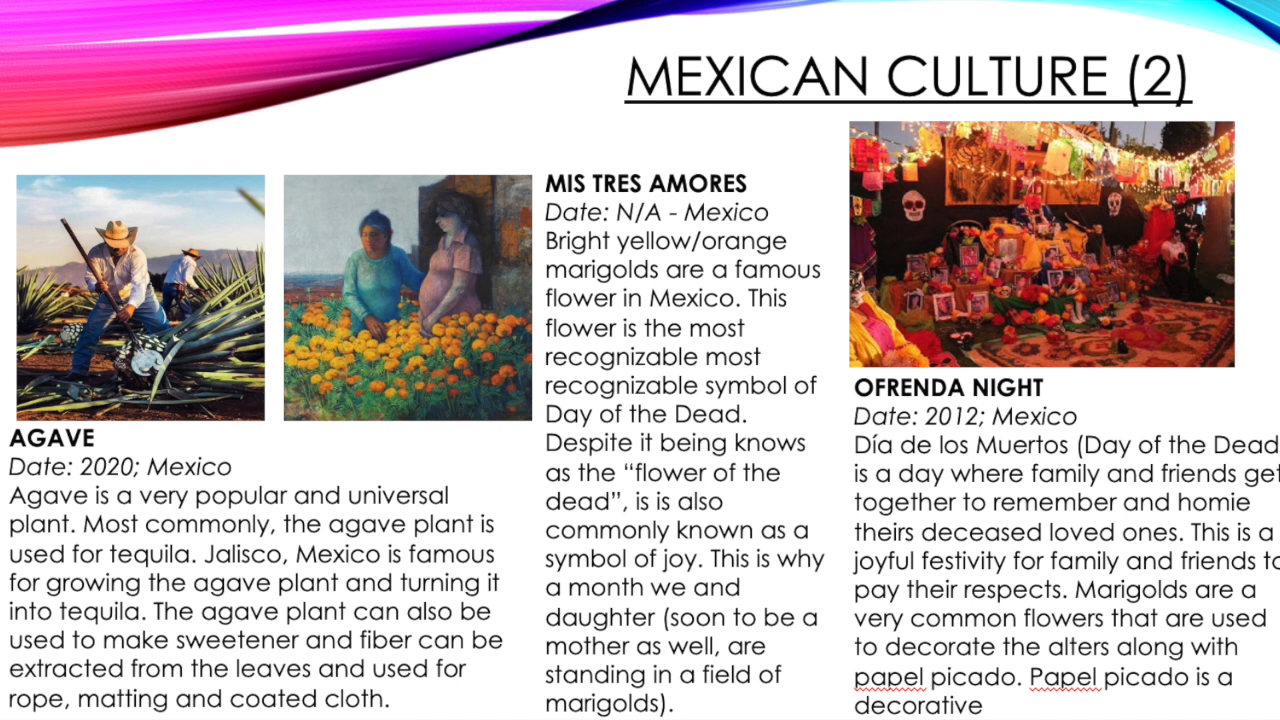 MEXICAN CULTURE (2)
AGAVE
Date: 2020; Mexico
Agave is a very popular and universal
plant. Most commonly, the agave plant is
used for tequila. Jalisco, Mexico is famous
for growing the agave plant and turning it
into tequila. The agave plant can also be
used to make sweetener and fiber can be
extracted from the leaves and used for
rope, matting and coated cloth.
MIS TRES AMORES
Date: N/A - Mexico
Bright yellow/orange
marigolds are a famous
flower in Mexico. This
flower is the most
recognizable most
recognizable symbol of
Day of the Dead.
Despite it being knows
as the “flower of the
dead”, is is also
commonly known as a
symbol of joy. This is why
a month we and
daughter (soon to be a
mother as well, are
standing in a field of
marigolds).
OFRENDA NIGHT
Date: 2012; Mexico
Día de los Muertos (Day of the Dead
is a day where family and friends get
together to remember and homie
theirs deceased loved ones. This is a
joyful festivity for family and friends to
pay their respects. Marigolds are a
very common flowers that are used
to decorate the alters along with
papel picado. Papel picado is a
decorative